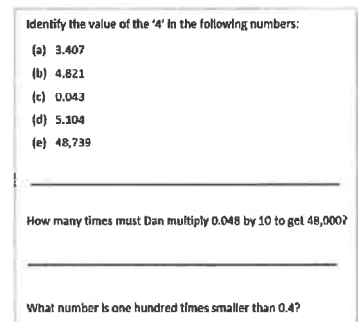 Identify the value of the '4' in the following numbers:
(a) 3.407
(b) 4.821
(c) 0.043
(d) 5.104
(e) 48,739
How many times must Dan multiply 0.048 by 10 to get 48,000?
What number is one hundred times smaller than 0.4?